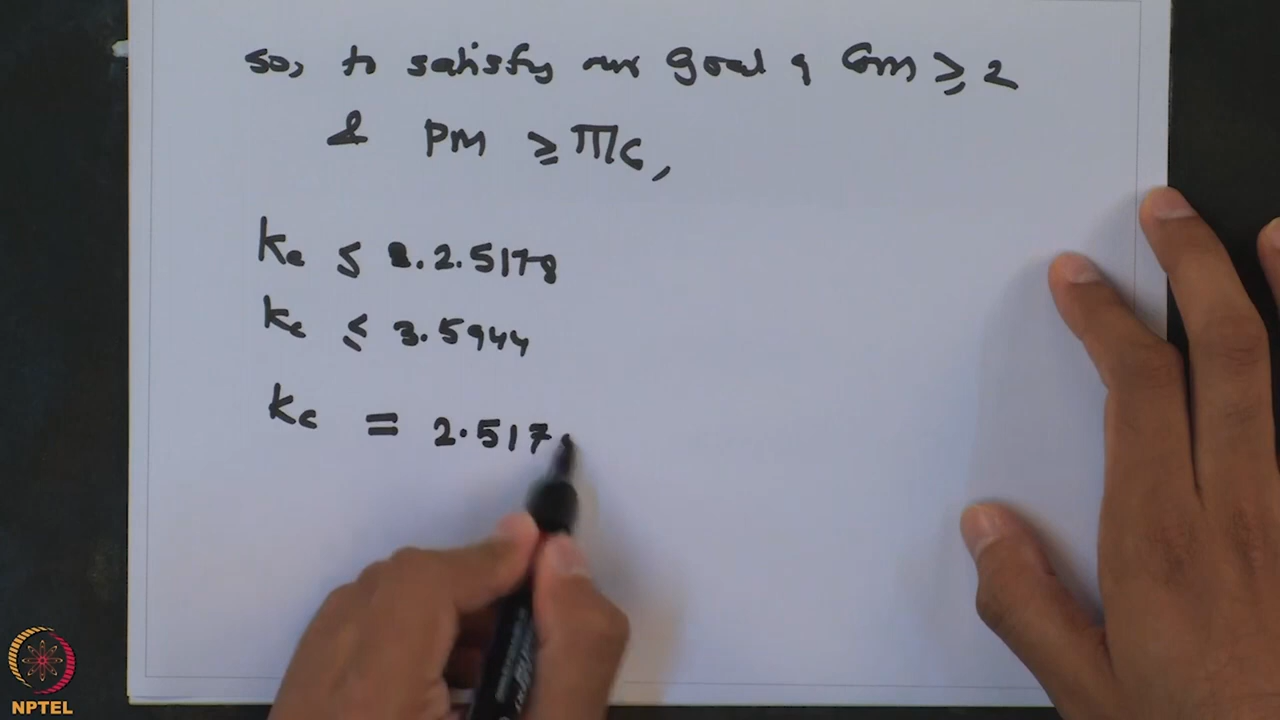 so, to satisfy our goal of Gm ≥ 2
& PM ≥ π/6,
kc ≤ 2.5178
kc ≤ 3.5944
kc = 2.517
NPTEL